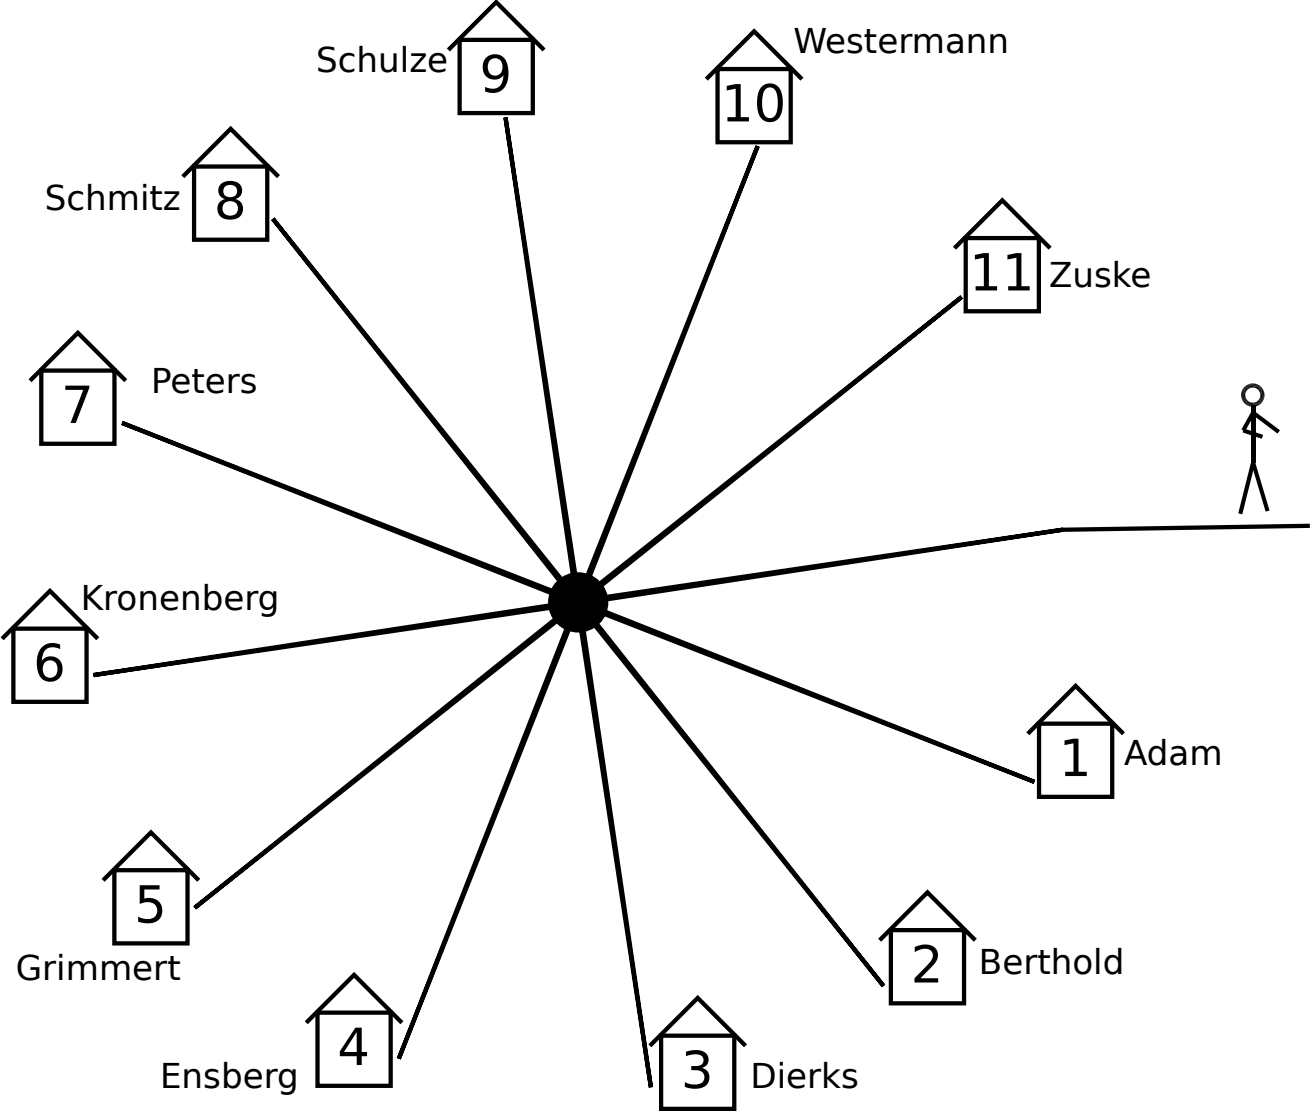 Schulze
9
10
Westermann
Schmitz
8
11
Zuske
7
Peters
6
Kronenberg
1
Adam
5
Grimmert
2
Berthold
4
Ensberg
3
Dierks